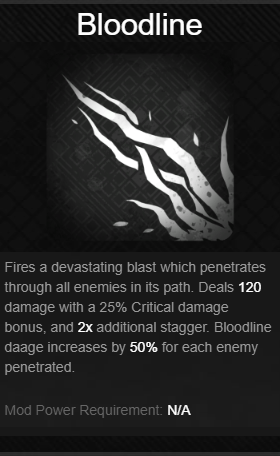 Bloodline
Fires a devastating blast which penetrates
through all enemies in its path. Deals 120
damage with a 25% Critical damage
bonus, and 2x additional stagger. Bloodline
daage increases by 50% for each enemy
penetrated.
Mod Power Requirement: N/A